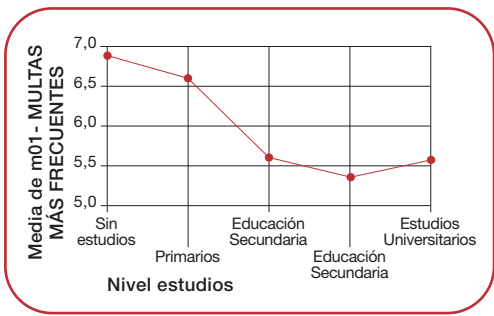 Media de m01- MULTAS
MÁS FRECUENTES
7,0
6,5
6,0
5,5
5,0
Sin
estudios
Primarios
Educación
Secundaria
Educación
Secundaria
Estudios
Universitarios
Nivel estudios